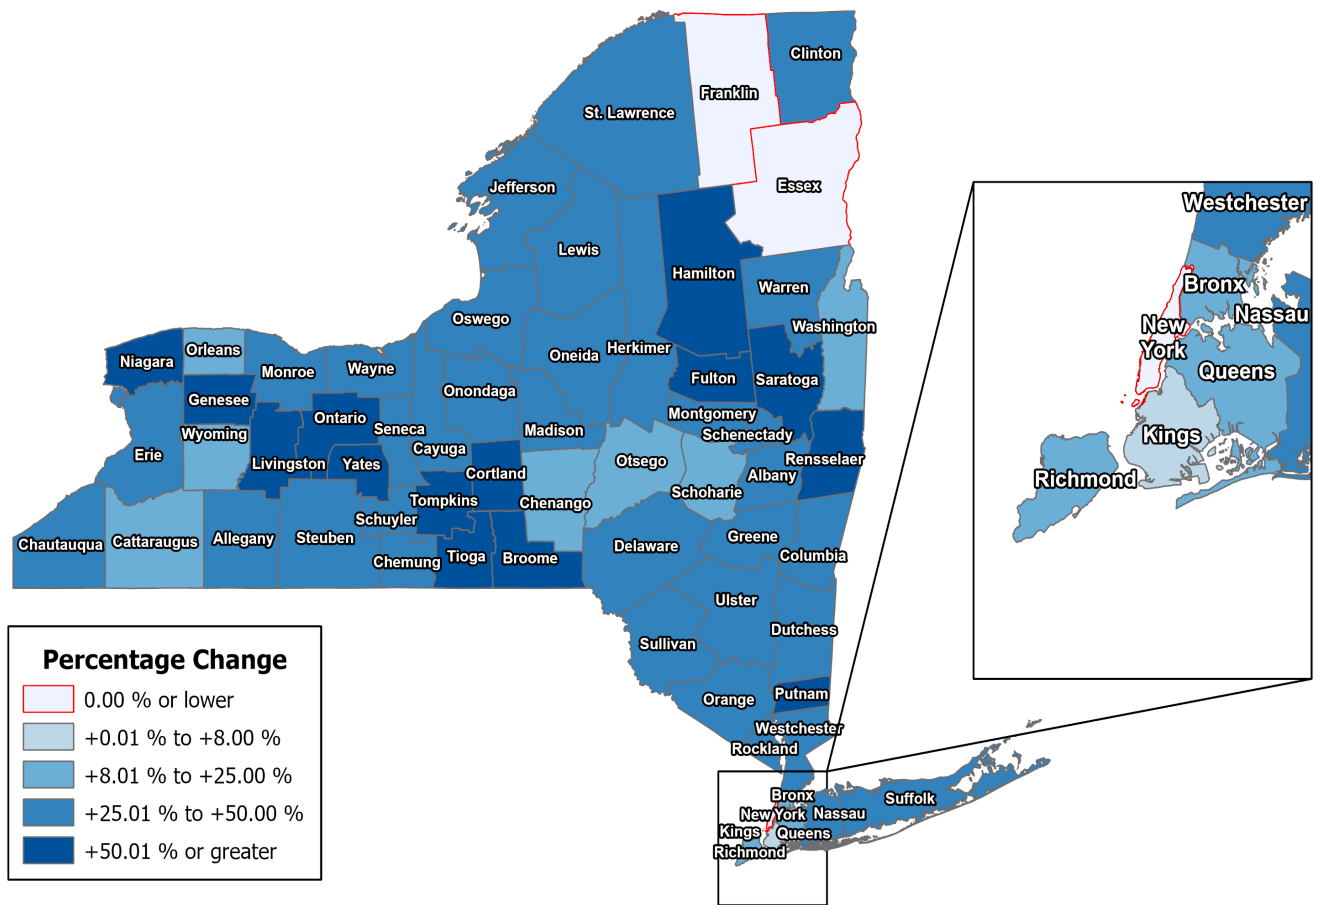 Clinton
Franklin
St. Lawrence
Essex
Jefferson
Lewis
Hamilton
Warren
Washington
Oswego
Herkimer
Oneida
Niagara
Orleans
Monroe
Wayne
Genesee
Onondaga
Fulton
Saratoga
Ontario
Seneca
Montgomery
Wyoming
Madison
Schenectady
Erie
Cayuga
Livingston
Yates
Cortland
Otsego
Rensselaer
Albany
Tompkins
Chenango
Schoharie
Schuyler
Chautauqua
Cattaraugus
Allegany
Steuben
Chemung
Tioga
Broome
Delaware
Greene
Columbia
Ulster
Dutchess
Sullivan
Orange
Putnam
Westchester
Rockland
Bronx
New York
Nassau
Suffolk
Kings
Queens
Richmond
Westchester
Bronx
Nassau
New
York
Queens
Kings
Richmond
Percentage Change
0.00 % or lower
+0.01 % to +8.00 %
+8.01 % to +25.00 %
+25.01 % to +50.00 %
+50.01 % or greater